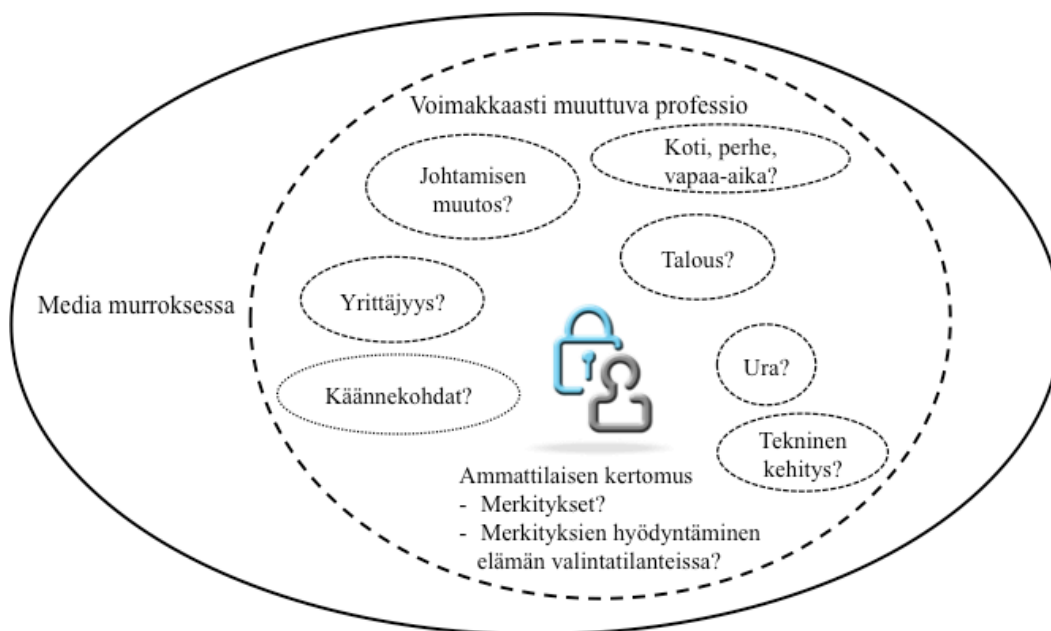 Voimakkaasti muuttuva professio
Koti, perhe,
vapaa-aika?
Johtamisen
muutos?
Talous?
Yrittäjyys?
Media murroksessa
Ura?
Käännekohdat?
Tekninen
kehitys?
Ammattilaisen kertomus
- Merkitykset?
- Merkityksien hyödyntäminen
elämän valintatilanteissa?